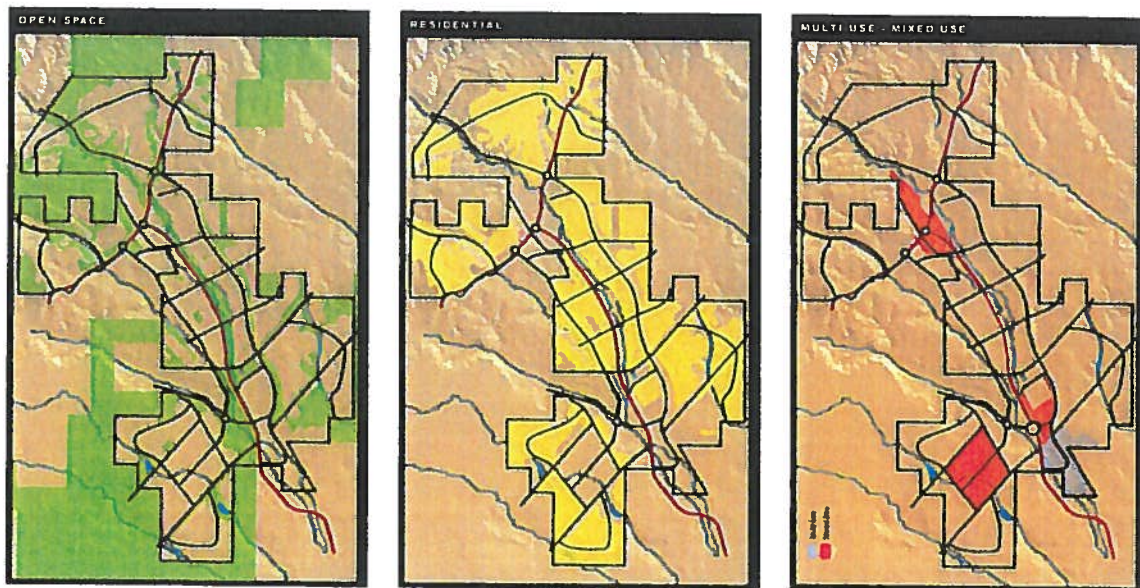 OPEN SPACE
RESIDENTIAL
MULTI USE - MIXED USE